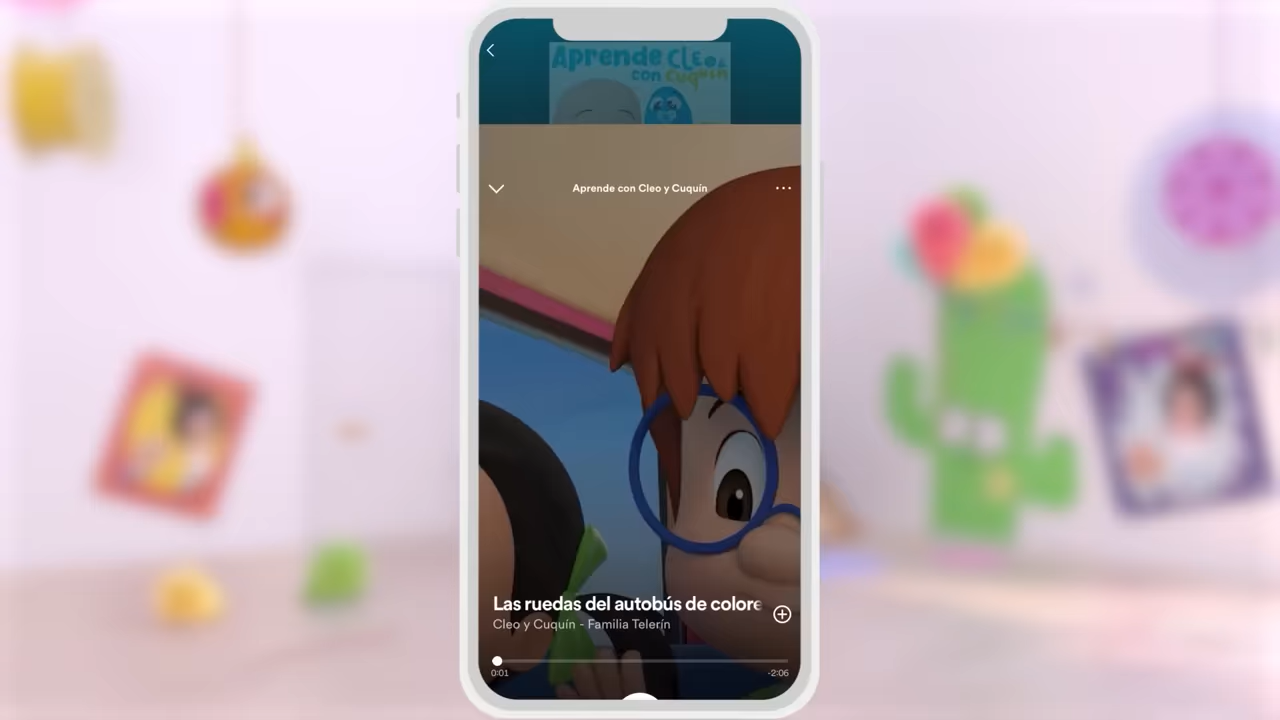 Aprende CLEO
con Cuquín
Aprende con Cleo y Cuquín
Las ruedas del autobús de colore
Cleo y Cuquín - Familia Telerín
0:01
-2:06